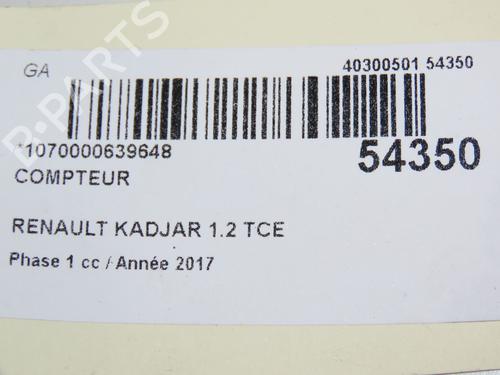 GA
40300501 54350
*1070000639648
54350
COMPTEUR
RENAULT KADJAR 1.2 TCE
Phase 1 cc / Année 2017
B-PARTS